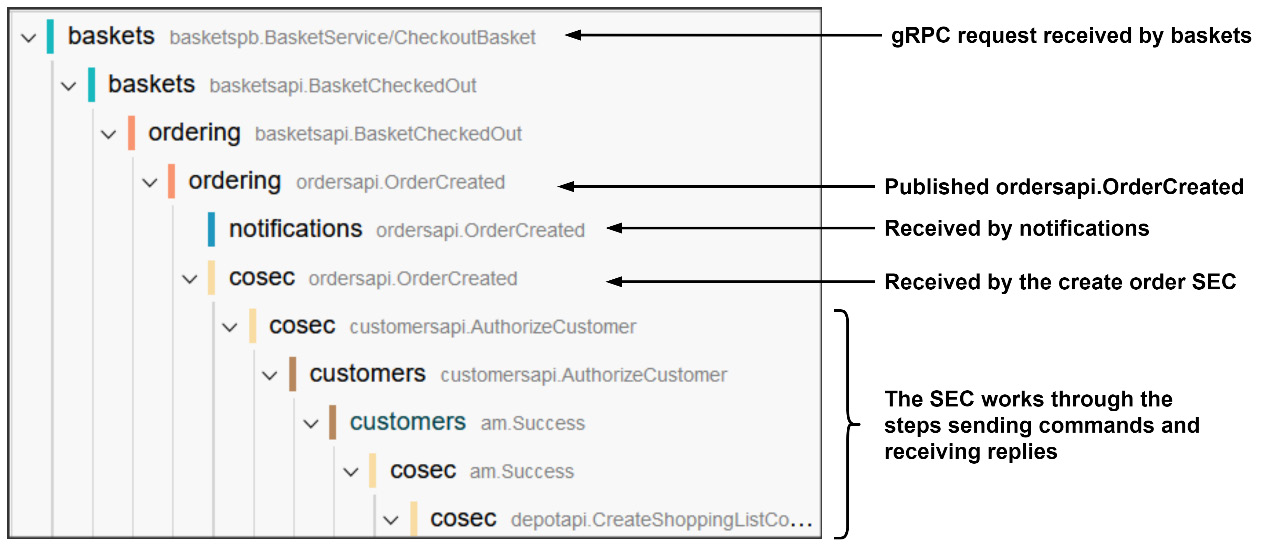 baskets basketspb.BasketService/CheckoutBasket
gRPC request received by baskets
baskets basketsapi.BasketCheckedOut
ordering basketsapi.BasketCheckedOut
ordering ordersapi.OrderCreated
Published ordersapi.OrderCreated
notifications ordersapi.OrderCreated
Received by notifications
cosec ordersapi.OrderCreated
Received by the create order SEC
cosec customersapi.AuthorizeCustomer
customers customersapi.AuthorizeCustomer
customers am.Success
cosec am.Success
cosec depotapi.CreateShoppingListCo...
The SEC works through the
steps sending commands and
receiving replies